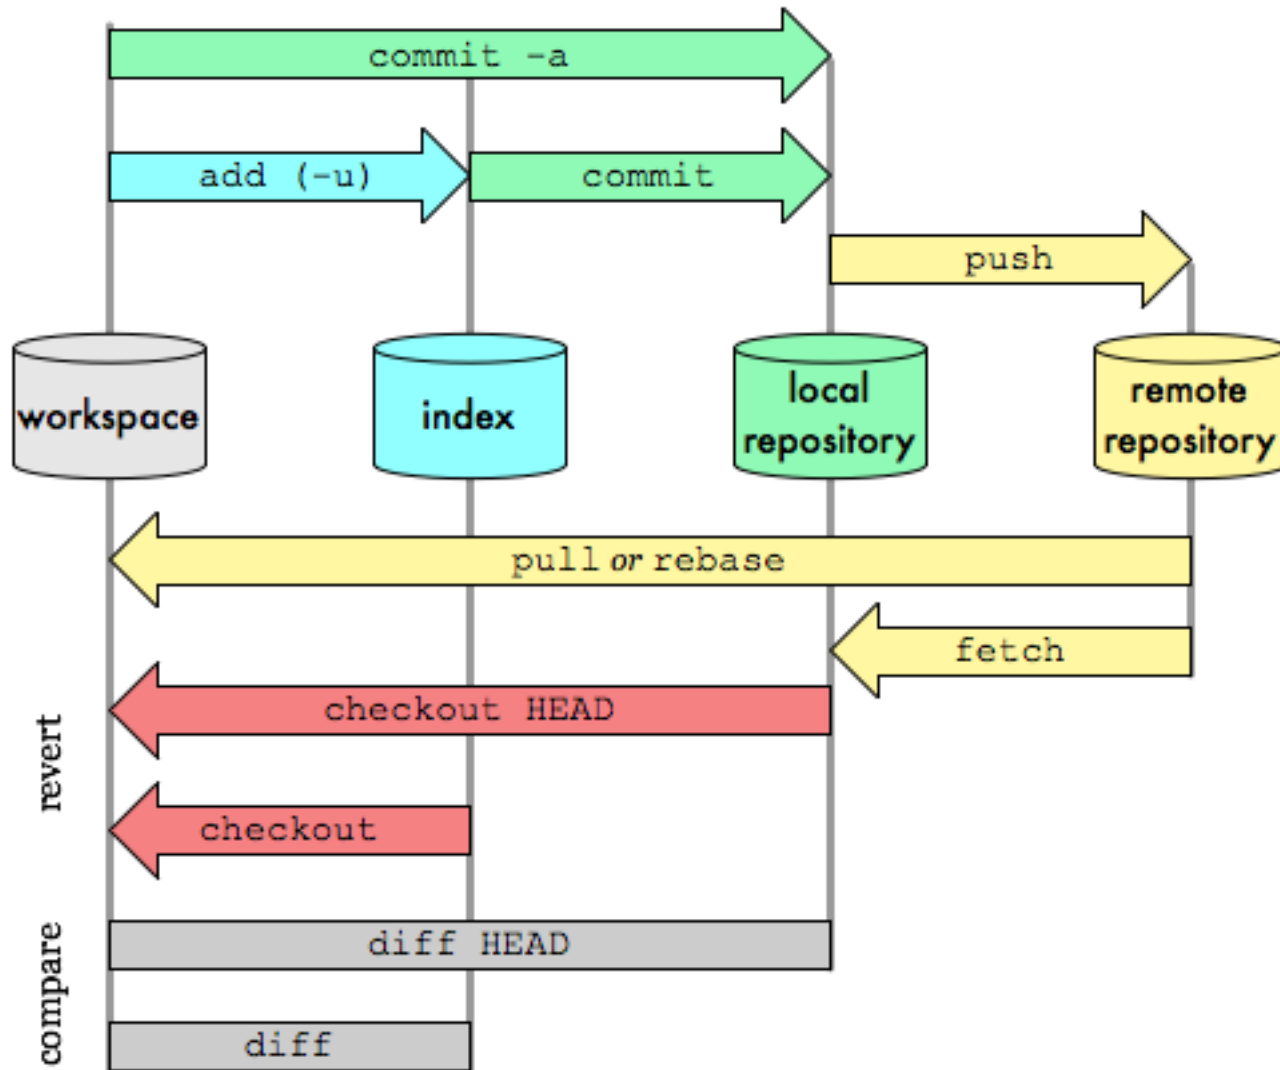 commit -a
add (-u)
commit
push
workspace
index
local
repository
remote
repository
pull or rebase
fetch
checkout HEAD
revert
checkout
diff HEAD
compare
diff